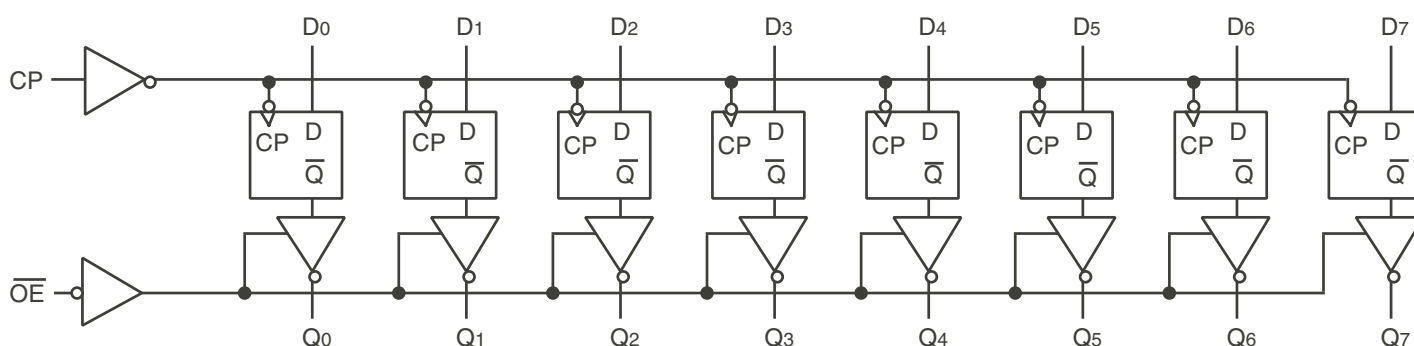 D0 D1 D2 D3 D4 D5 D6 D7
CP
CP D CP D CP D CP D CP D CP D CP D CP D
Q̅ Q̅ Q̅ Q̅ Q̅ Q̅ Q̅ Q̅
O̅E̅
Q0 Q1 Q2 Q3 Q4 Q5 Q6 Q7